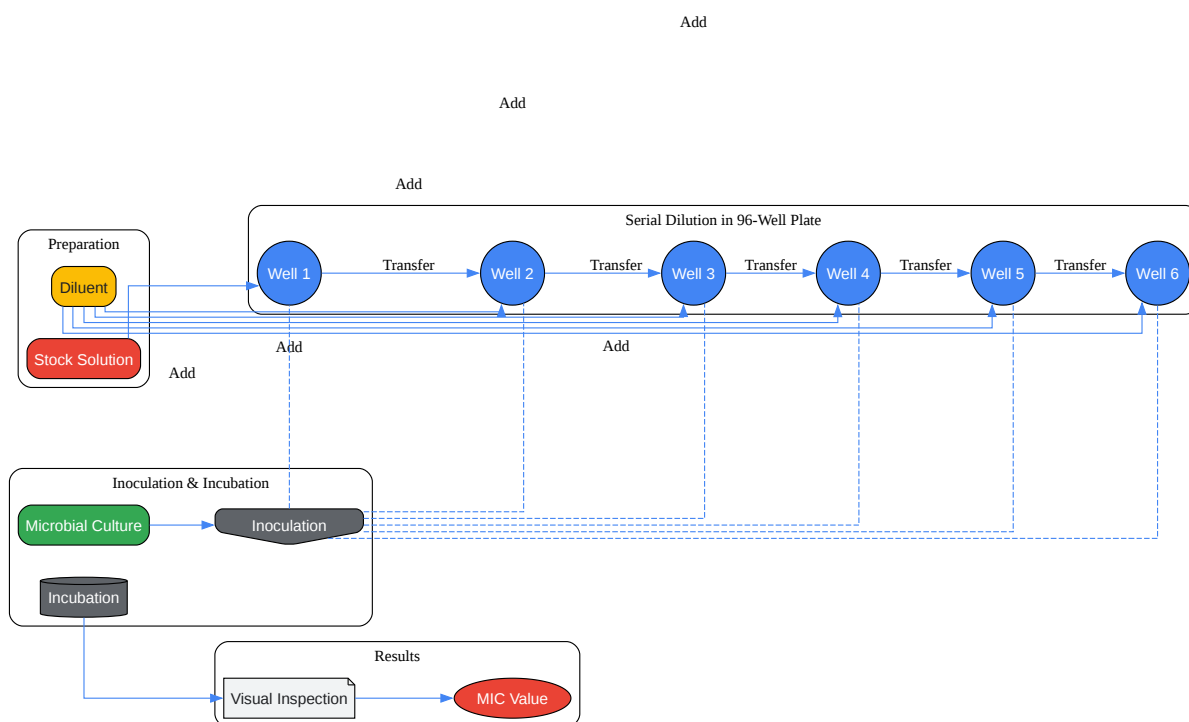 Add
Add
Add
Serial Dilution in 96-Well Plate
Preparation
Well 1
Transfer
Well 2
Transfer
Well 3
Transfer
Well 4
Transfer
Well 5
Transfer
Well 6
Diluent
Stock Solution
Add
Add
Add
Inoculation & Incubation
Microbial Culture
Inoculation
Incubation
Results
Visual Inspection
MIC Value